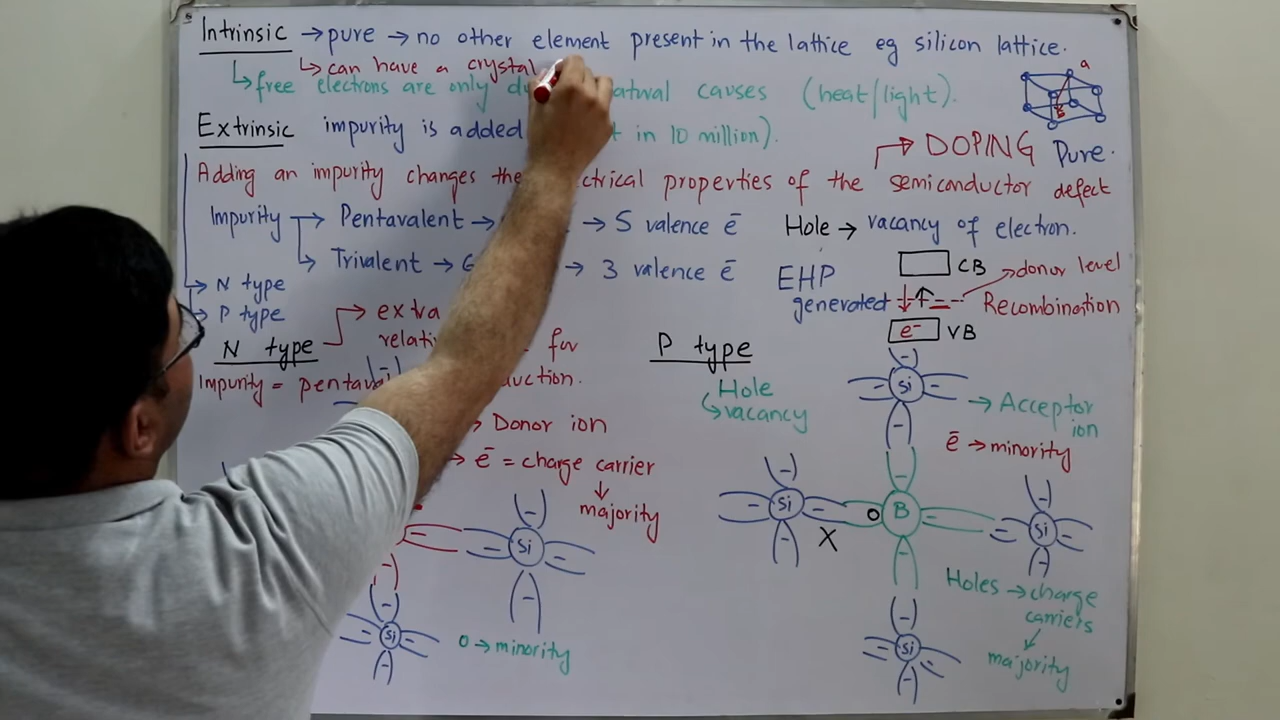 Intrinsic → pure → no other element present in the lattice eg silicon lattice.
↳ can have a crystal
↳ free electrons are only natural causes (heat/light).
a
B
Extrinsic impurity is added in 10 million).
Pure.
→ DOPING
Adding an impurity changes the electrical properties of the semiconductor defect
Impurity → Pentavalent → → 5 valence ē
↳ Trivalent → → 3 valence ē
Hole → vacancy of electron.
→ N type
→ P type
EHP generated
CB
→ donor level
Recombination
e⁻ VB
N type → extra
for
Impurity =
P type
Hole
↳ vacancy
→ Donor ion
→ ē = charge carrier
↓
majority
Si
Si
O → minority
Si
→ Acceptor ion
ē → minority
Si
O
B
Si
X
Holes → charge carriers
majority
Si